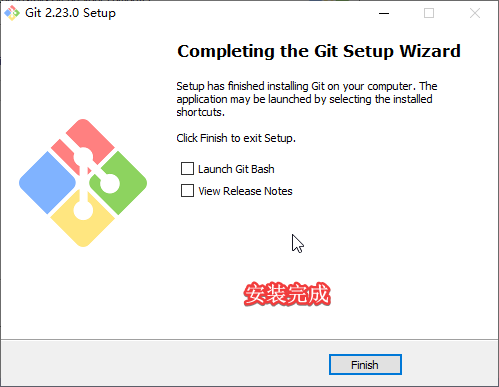 Git 2.23.0 Setup
Completing the Git Setup Wizard
Setup has finished installing Git on your computer. The
application may be launched by selecting the installed
shortcuts.
Click Finish to exit Setup.
Launch Git Bash
View Release Notes
安装完成
Finish